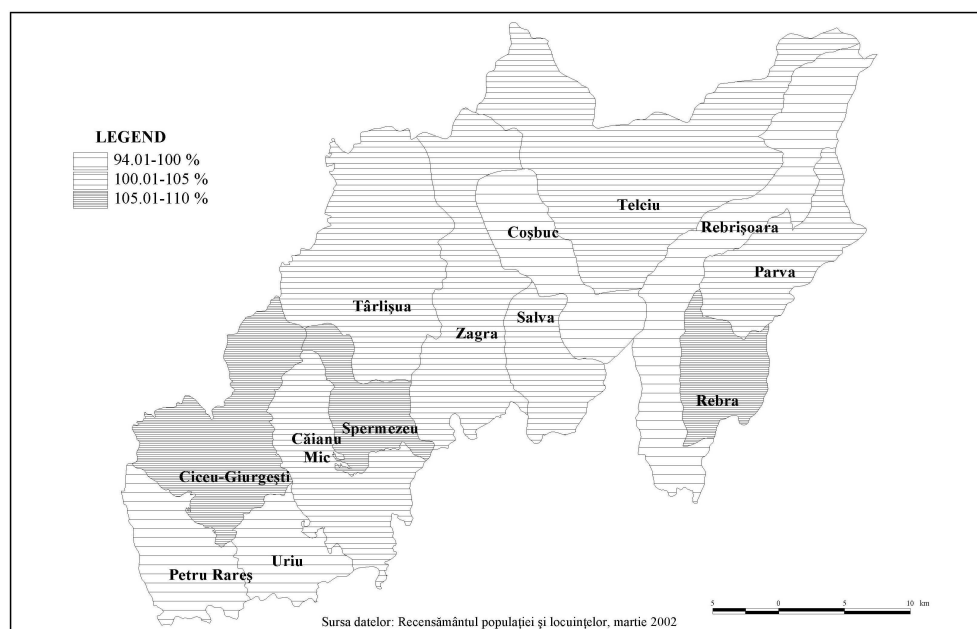 LEGEND
94.01-100 %
100.01-105 %
105.01-110 %
Telciu
Coşbuc
Rebrişoara
Parva
Târlişua
Salva
Zagra
Rebra
Spermezeu
Căianu
Mic
Ciceu-Giurgeşti
Uriu
Petru Rareş
5 0 5 10 km
Sursa datelor: Recensământul populaţiei şi locuinţelor, martie 2002